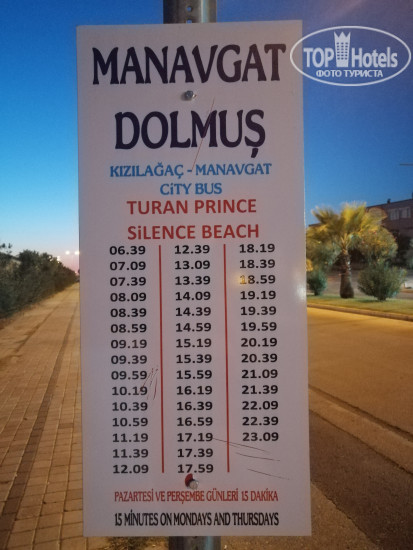 TOPHotels
ФОТО ТУРИСТА
MANAVGAT
DOLMUŞ
KIZILAĞAÇ - MANAVGAT
CiTY BUS
TURAN PRINCE
SiLENCE BEACH
06.39 12.39 18.19
07.09 13.09 18.39
07.39 13.39 18.59
08.09 14.09 19.19
08.39 14.39 19.39
08.59 14.59 19.59
09.19 15.19 20.19
09.39 15.39 20.39
09.59 15.59 21.09
10.19 16.19 21.39
10.39 16.39 22.09
10.59 16.59 22.39
11.19 17.19 23.09
11.39 17.39
12.09 17.59
PAZARTESİ VE PERŞEMBE GÜNLERİ 15 DAKİKA
15 MINUTES ON MONDAYS AND THURSDAYS